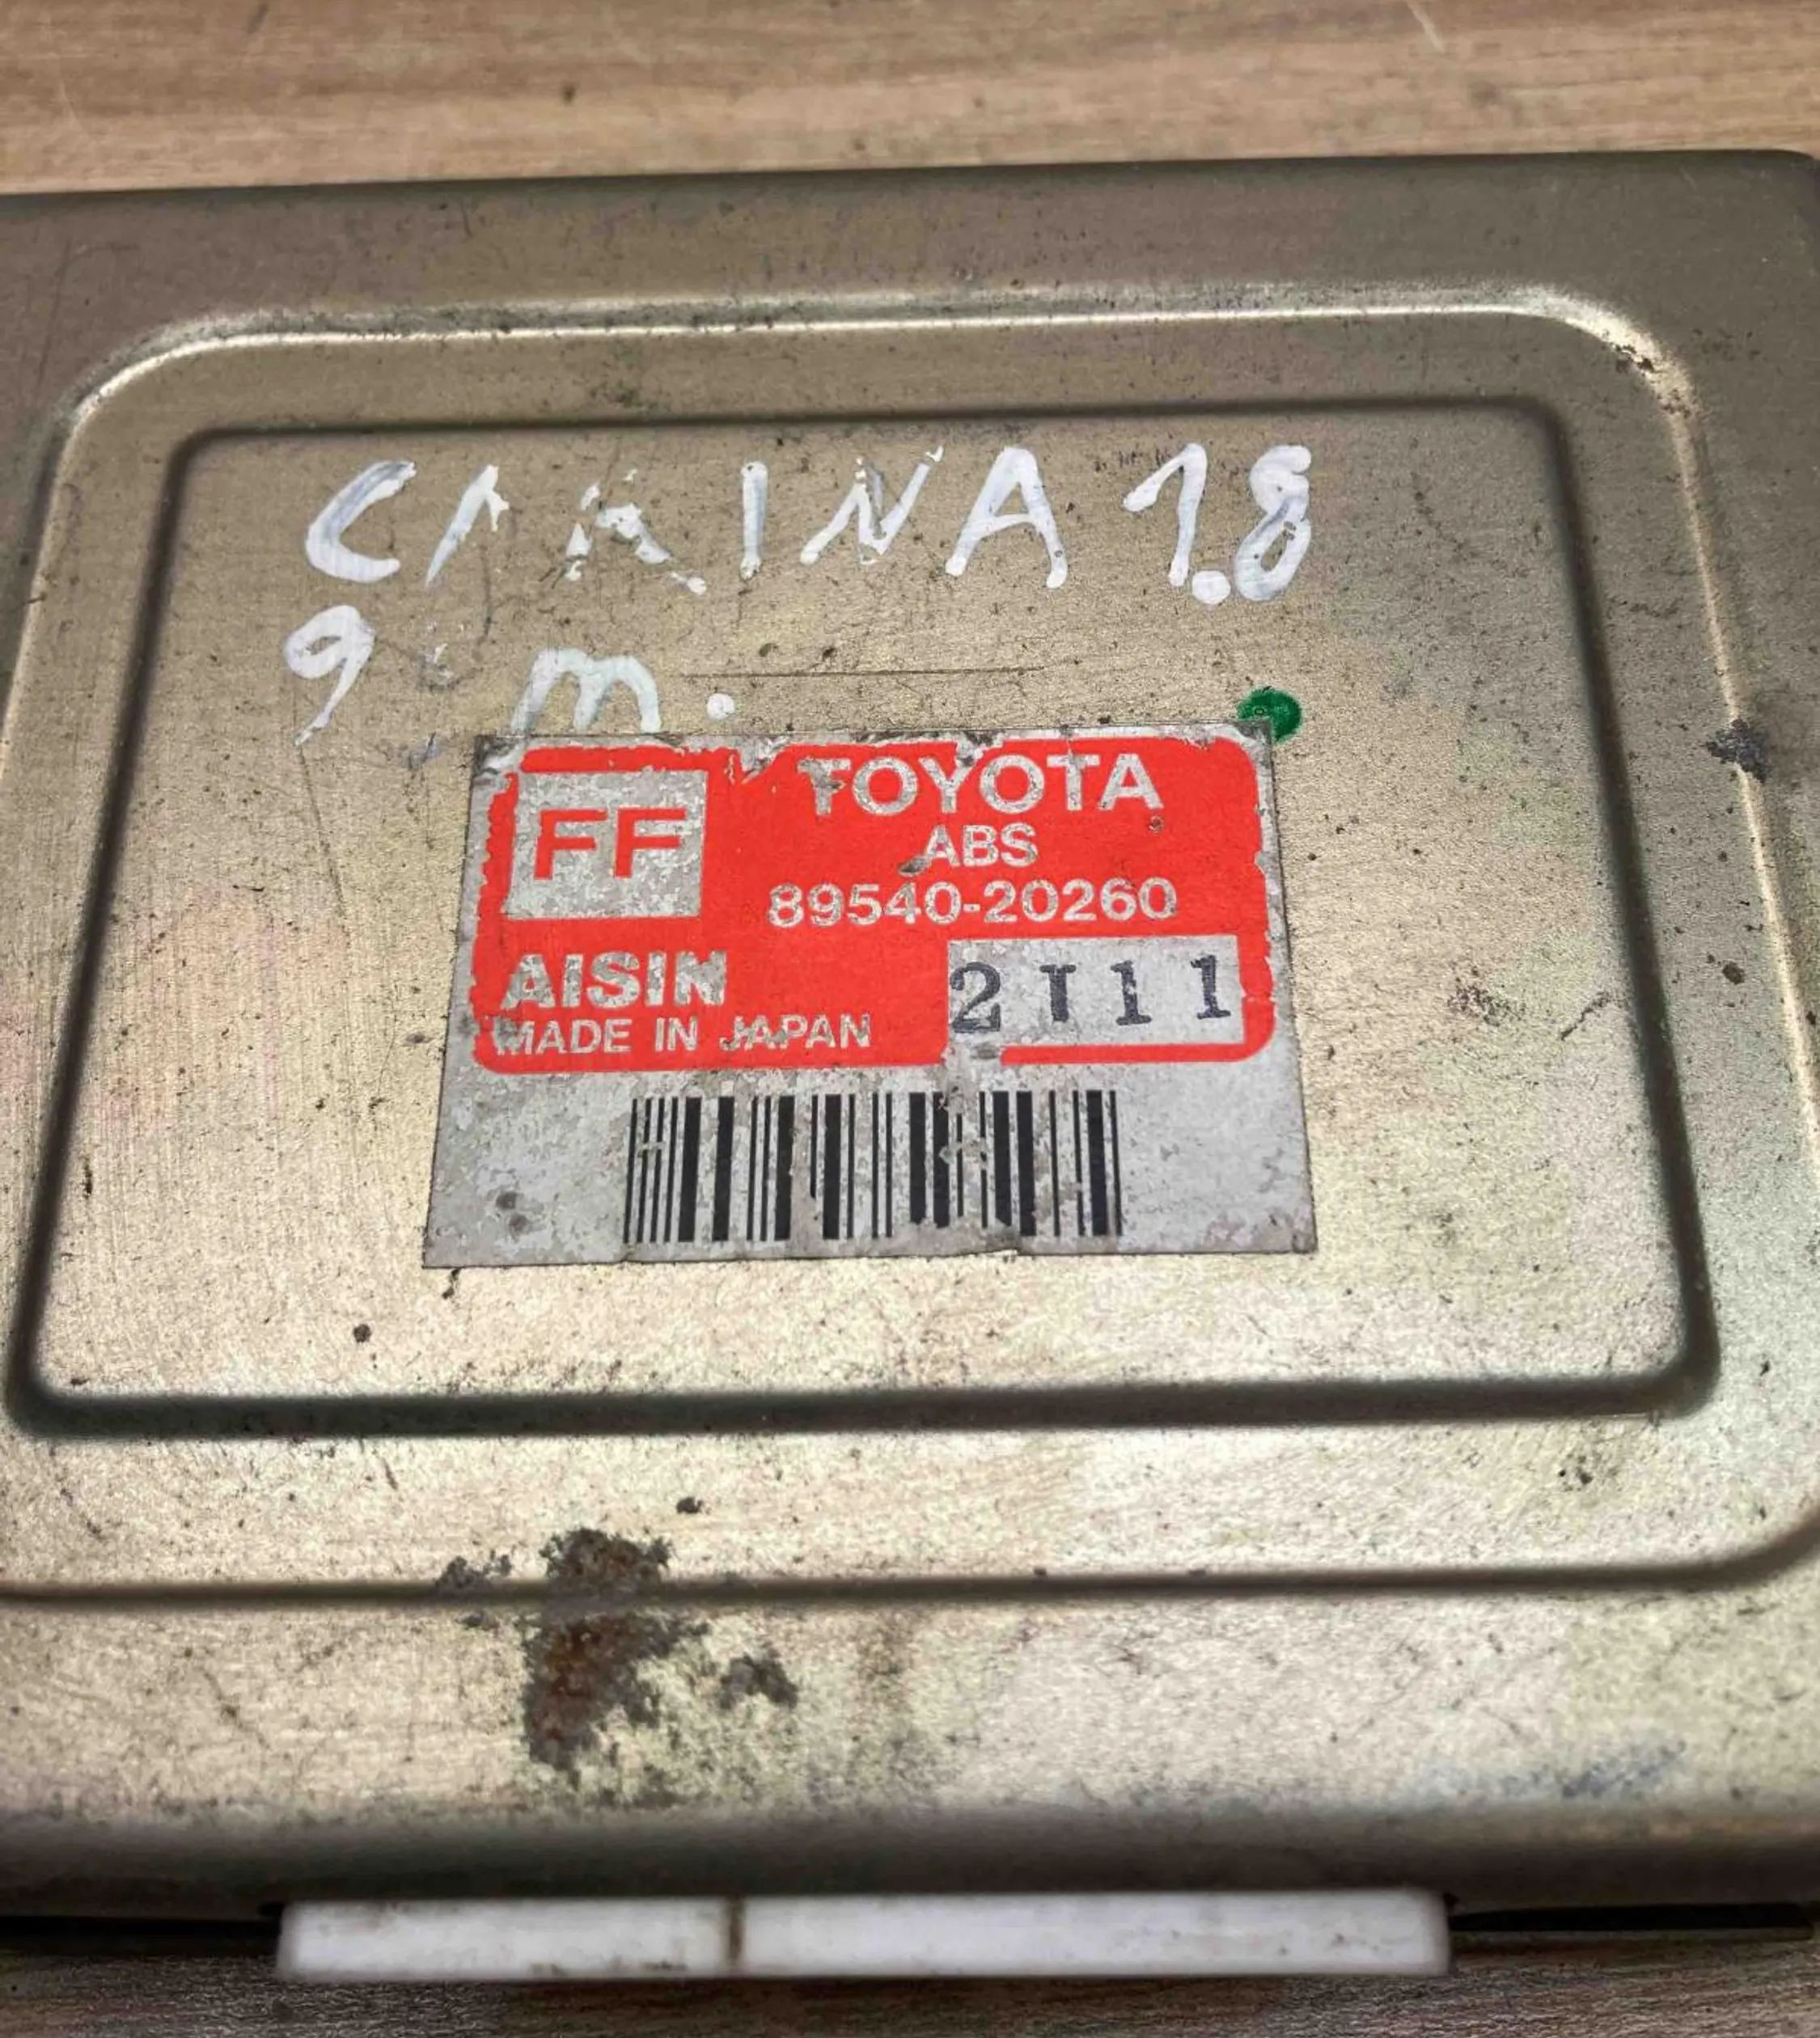 CARINA 1.8
9 m.
FF
TOYOTA
ABS
89540-20260
AISIN
2T11
MADE IN JAPAN